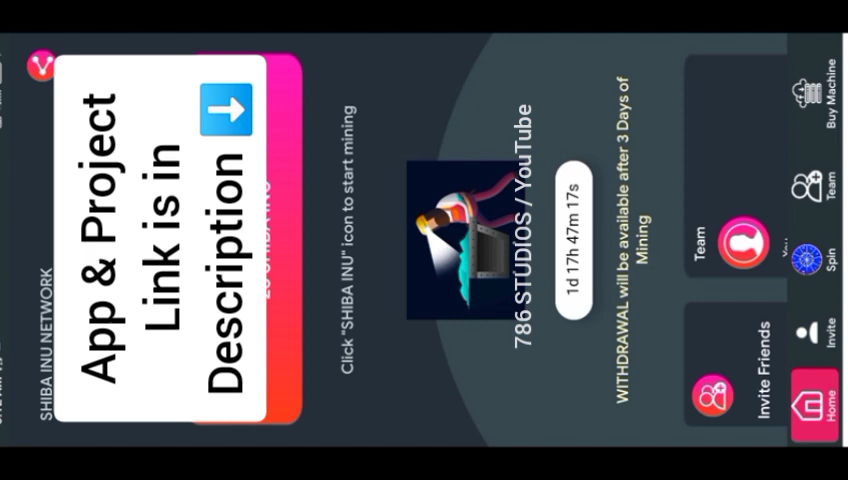 SHIBA INU NETWORK
App & Project
Link is in
Description ➡
Click "SHIBA INU" icon to start mining
786 STUDIOS / YouTube
1d 17h 47m 17s
WITHDRAWAL will be available after 3 Days of
Mining
Invite Friends
Team
You
Home
Invite
Spin
Team
Buy Machine